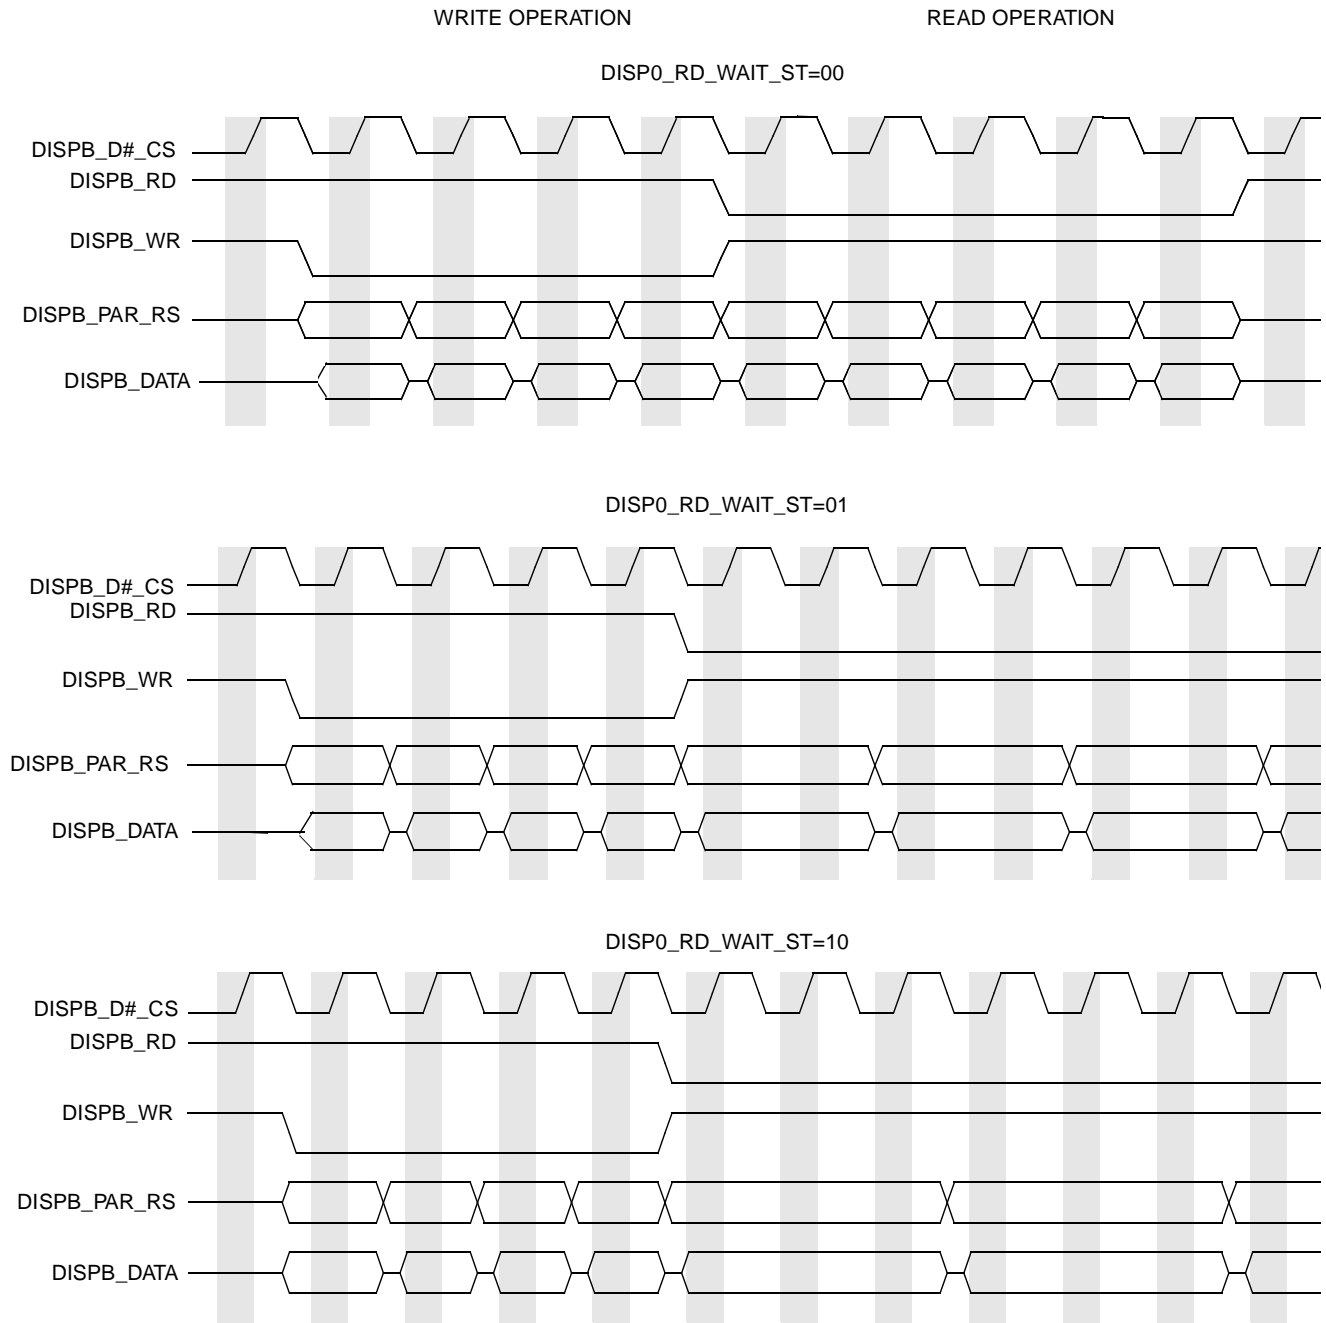 WRITE OPERATION READ OPERATION
DISP0_RD_WAIT_ST=00
DISPB_D#_CS
DISPB_RD
DISPB_WR
DISPB_PAR_RS
DISPB_DATA
DISP0_RD_WAIT_ST=01
DISPB_D#_CS
DISPB_RD
DISPB_WR
DISPB_PAR_RS
DISPB_DATA
DISP0_RD_WAIT_ST=10
DISPB_D#_CS
DISPB_RD
DISPB_WR
DISPB_PAR_RS
DISPB_DATA